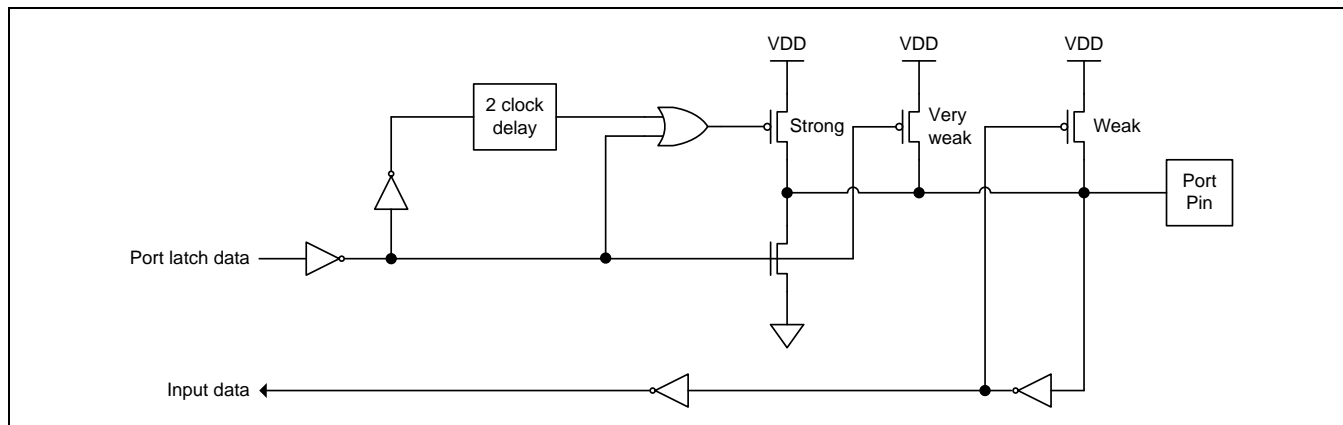 VDD
VDD
VDD
2 clock
delay
Strong
Very
weak
Weak
Port
Pin
Port latch data
Input data